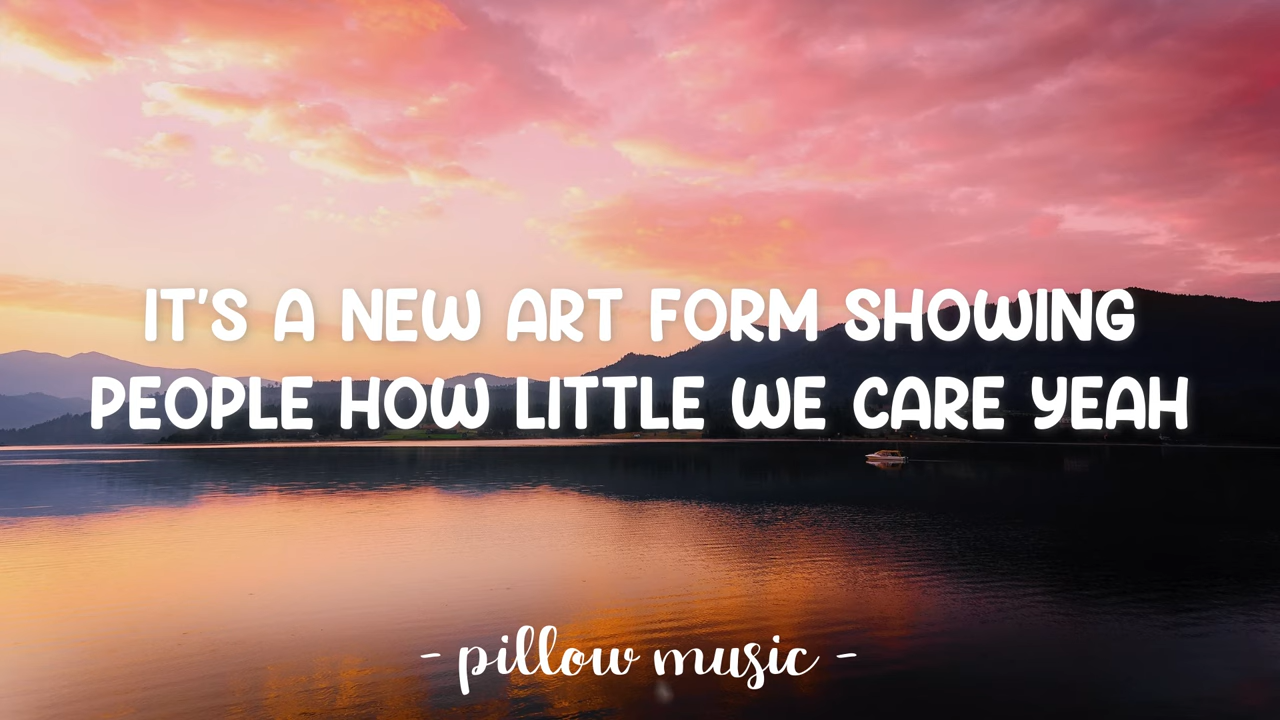 IT'S A NEW ART FORM SHOWING
PEOPLE HOW LITTLE WE CARE YEAH
- pillow music -